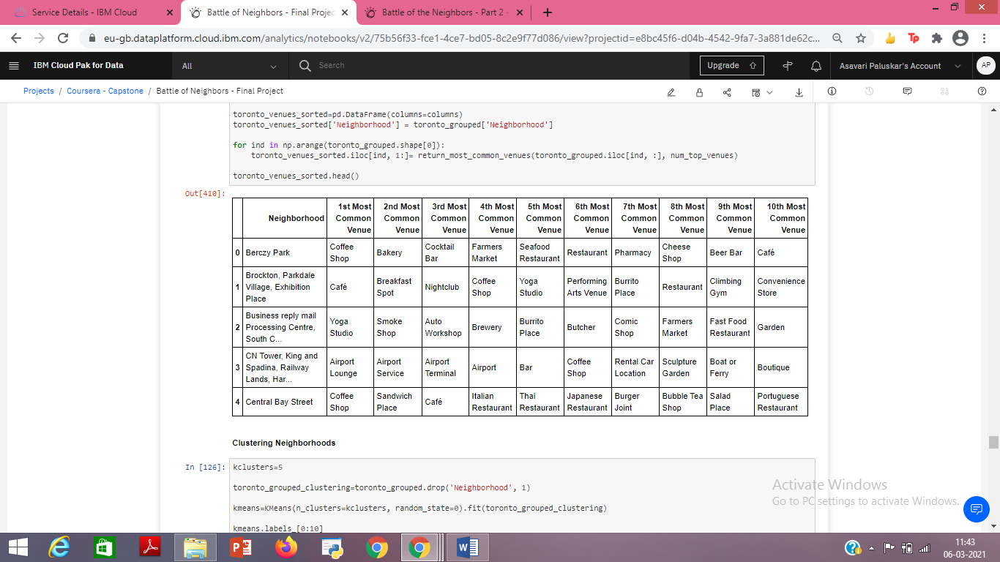 Service Details - IBM Cloud
Battle of Neighbors - Final Projec
Battle of the Neighbors - Part 2 -
eu-gb.dataplatform.cloud.ibm.com/analytics/notebooks/v2/75b56f33-fce1-4ce7-bd05-8c2e9f77d086/view?projectid=e8bc45f6-d04b-4542-9fa7-3a881de62c...
IBM Cloud Pak for Data
All
Search
Upgrade
Asavari Paluskar's Account
AP
Projects / Coursera - Capstone / Battle of Neighbors - Final Project
toronto_venues_sorted=pd.DataFrame(columns=columns)
toronto_venues_sorted['Neighborhood'] = toronto_grouped['Neighborhood']
for ind in np.arange(toronto_grouped.shape[0]):
toronto_venues_sorted.iloc[ind, 1:]= return_most_common_venues(toronto_grouped.iloc[ind, :], num_top_venues)
toronto_venues_sorted.head()
Out[410]:
Neighborhood 1st Most Common Venue 2nd Most Common Venue 3rd Most Common Venue 4th Most Common Venue 5th Most Common Venue 6th Most Common Venue 7th Most Common Venue 8th Most Common Venue 9th Most Common Venue 10th Most Common Venue
0 Berczy Park Coffee Shop Bakery Cocktail Bar Farmers Market Seafood Restaurant Restaurant Pharmacy Cheese Shop Beer Bar Café
1 Brockton, Parkdale Village, Exhibition Place Café Breakfast Spot Nightclub Coffee Shop Yoga Studio Performing Arts Venue Burrito Place Restaurant Climbing Gym Convenience Store
2 Business reply mail Processing Centre, South C... Yoga Studio Smoke Shop Auto Workshop Brewery Burrito Place Butcher Comic Shop Farmers Market Fast Food Restaurant Garden
3 CN Tower, King and Spadina, Railway Lands, Har... Airport Lounge Airport Service Airport Terminal Airport Bar Coffee Shop Rental Car Location Sculpture Garden Boat or Ferry Boutique
4 Central Bay Street Coffee Shop Sandwich Place Café Italian Restaurant Thai Restaurant Japanese Restaurant Burger Joint Bubble Tea Shop Salad Place Portuguese Restaurant
Clustering Neighborhoods
In [126]:
kclusters=5
toronto_grouped_clustering=toronto_grouped.drop('Neighborhood', 1)
kmeans=KMeans(n_clusters=kclusters, random_state=0).fit(toronto_grouped_clustering)
kmeans.labels_[0:10]
Activate Windows
Go to PC settings to activate Windows.
11:43
06-03-2021